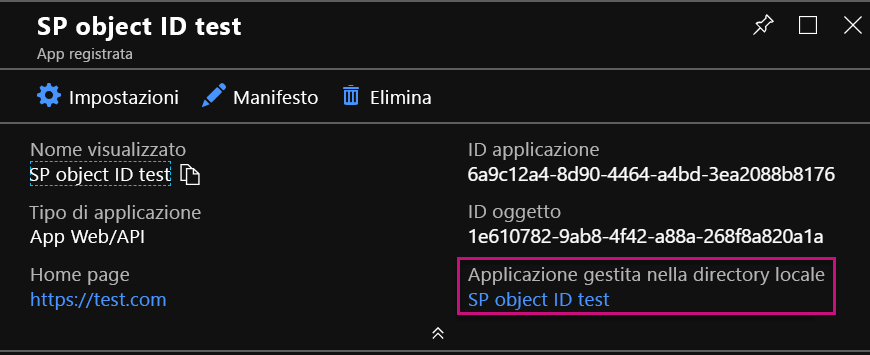 SP object ID test
App registrata
Impostazioni Manifesto Elimina
Nome visualizzato
SP object ID test
ID applicazione
6a9c12a4-8d90-4464-a4bd-3ea2088b8176
Tipo di applicazione
App Web/API
ID oggetto
1e610782-9ab8-4f42-a88a-268f8a820a1a
Home page
https://test.com
Applicazione gestita nella directory locale
SP object ID test